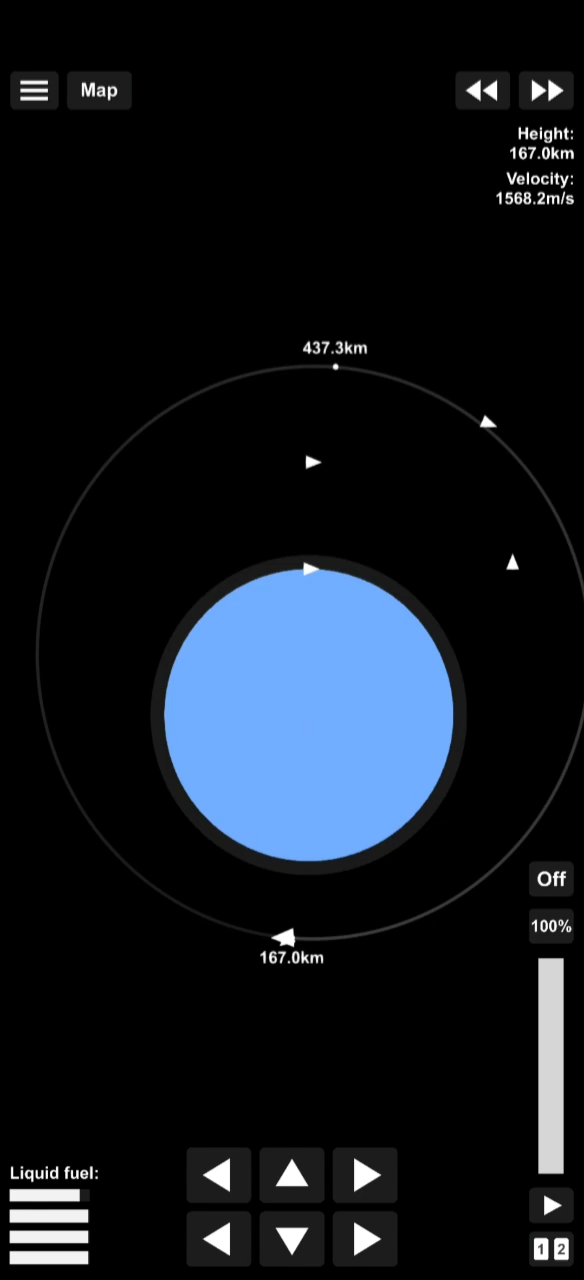 Map
Height:
167.0km
Velocity:
1568.2m/s
437.3km
Off
100%
167.0km
Liquid fuel:
1 2